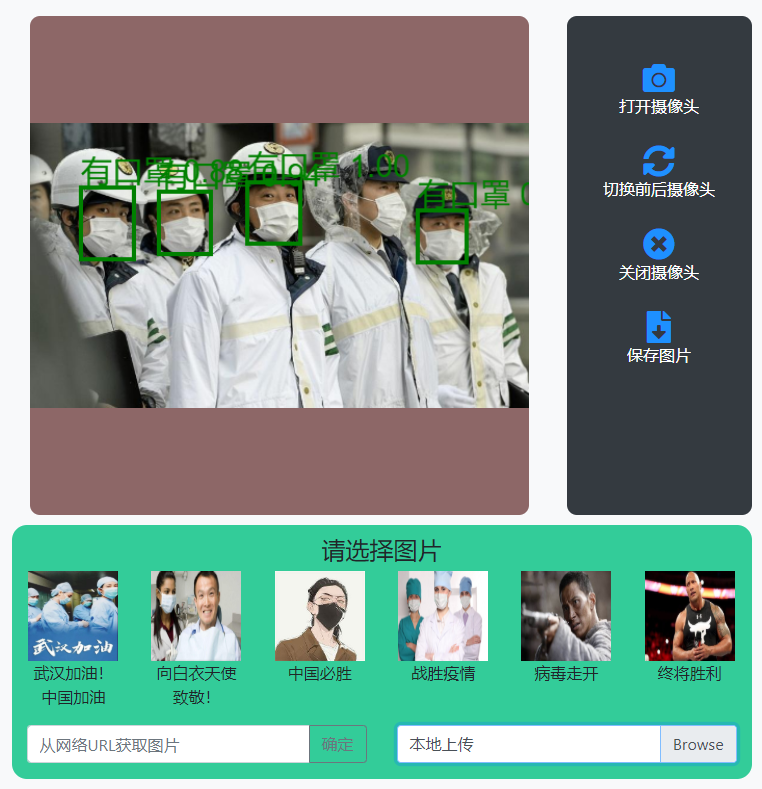 有口罩 0.88
有口罩 1.00
有口罩 0
打开摄像头
切换前后摄像头
关闭摄像头
保存图片
请选择图片
武汉加油
武汉加油!
中国加油
向白衣天使
致敬!
中国必胜
战胜疫情
病毒走开
终将胜利
从网络URL获取图片
确定
本地上传
Browse